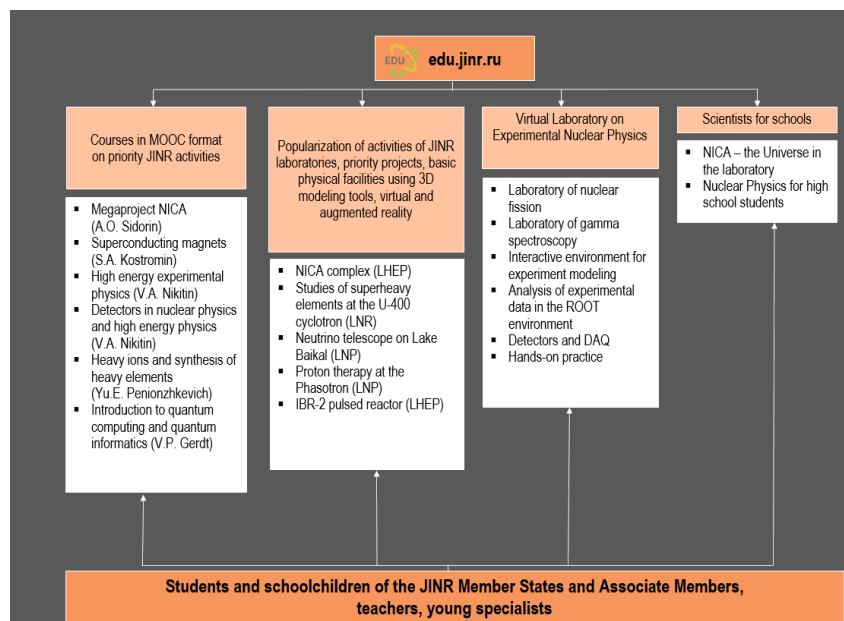 EDU edu.jinr.ru
Courses in MOOC format
on priority JINR activities
▪ Megaproject NICA
(A.O. Sidorin)
▪ Superconducting magnets
(S.A. Kostromin)
▪ High energy experimental
physics (V.A. Nikitin)
▪ Detectors in nuclear physics
and high energy physics
(V.A. Nikitin)
▪ Heavy ions and synthesis of
heavy elements
(Yu.E. Penionzhkevich)
▪ Introduction to quantum
computing and quantum
informatics (V.P. Gerdt)
Popularization of activities of JINR
laboratories, priority projects, basic
physical facilities using 3D
modeling tools, virtual and
augmented reality
▪ NICA complex (LHEP)
▪ Studies of superheavy
elements at the U-400
cyclotron (LNR)
▪ Neutrino telescope on Lake
Baikal (LNP)
▪ Proton therapy at the
Phasotron (LNP)
▪ IBR-2 pulsed reactor (LHEP)
Virtual Laboratory on
Experimental Nuclear Physics
▪ Laboratory of nuclear
fission
▪ Laboratory of gamma
spectroscopy
▪ Interactive environment for
experiment modeling
▪ Analysis of experimental
data in the ROOT
environment
▪ Detectors and DAQ
▪ Hands-on practice
Scientists for schools
▪ NICA – the Universe in
the laboratory
▪ Nuclear Physics for high
school students
Students and schoolchildren of the JINR Member States and Associate Members,
teachers, young specialists